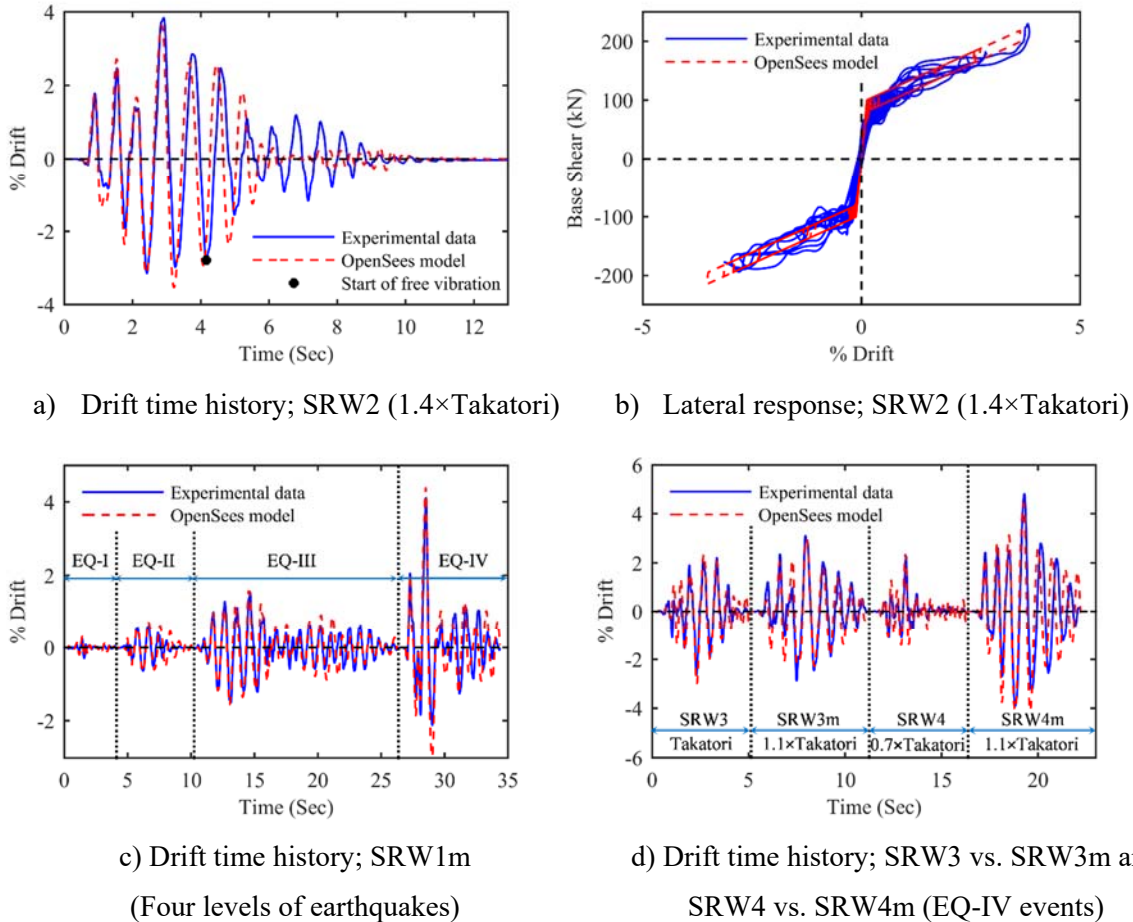 4
2
0
-2
-4
% Drift
Experimental data
OpenSees model
Start of free vibration
0 2 4 6 8 10 12
Time (Sec)
200
100
0
-100
-200
Base Shear (kN)
Experimental data
OpenSees model
-5 0 5
% Drift
a) Drift time history; SRW2 (1.4×Takatori)
b) Lateral response; SRW2 (1.4×Takatori)
4
2
0
-2
% Drift
Experimental data
OpenSees model
EQ-I EQ-II EQ-III EQ-IV
0 5 10 15 20 25 30 35
Time (Sec)
6
4
2
0
-2
-4
-6
% Drift
Experimental data
OpenSees model
SRW3 SRW3m SRW4 SRW4m
Takatori 1.1×Takatori 0.7×Takatori 1.1×Takatori
0 5 10 15 20
Time (Sec)
c) Drift time history; SRW1m
(Four levels of earthquakes)
d) Drift time history; SRW3 vs. SRW3m a
SRW4 vs. SRW4m (EQ-IV events)